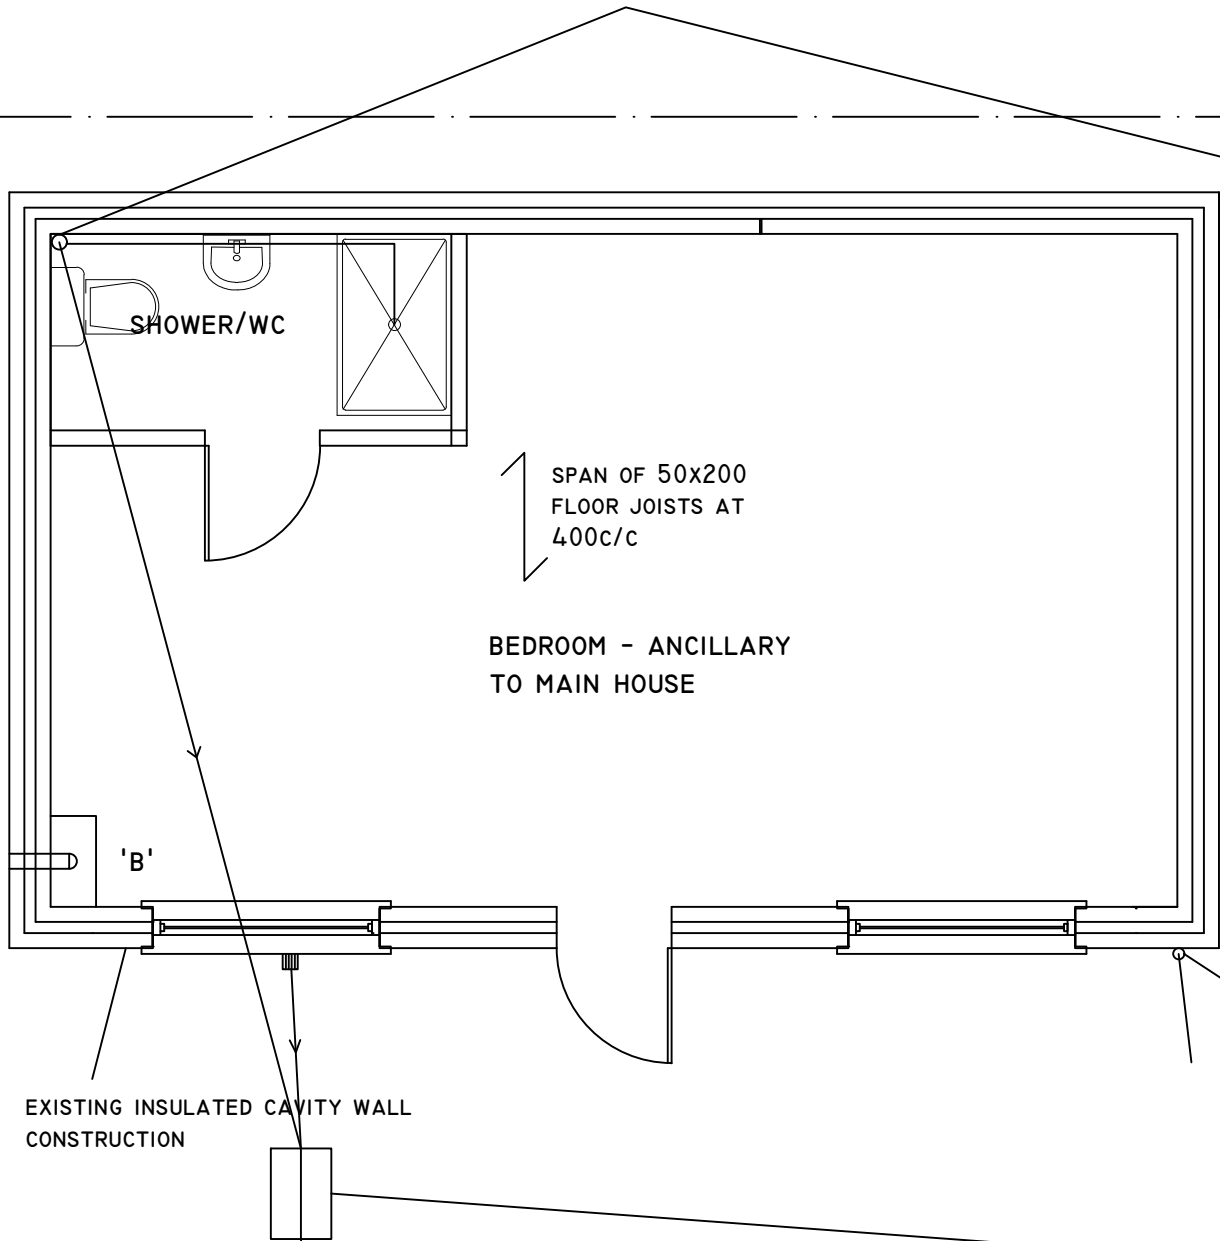 SHOWER/WC
SPAN OF 50x200
FLOOR JOISTS AT
400c/c
BEDROOM - ANCILLARY
TO MAIN HOUSE
'B'
EXISTING INSULATED CAVITY WALL
CONSTRUCTION